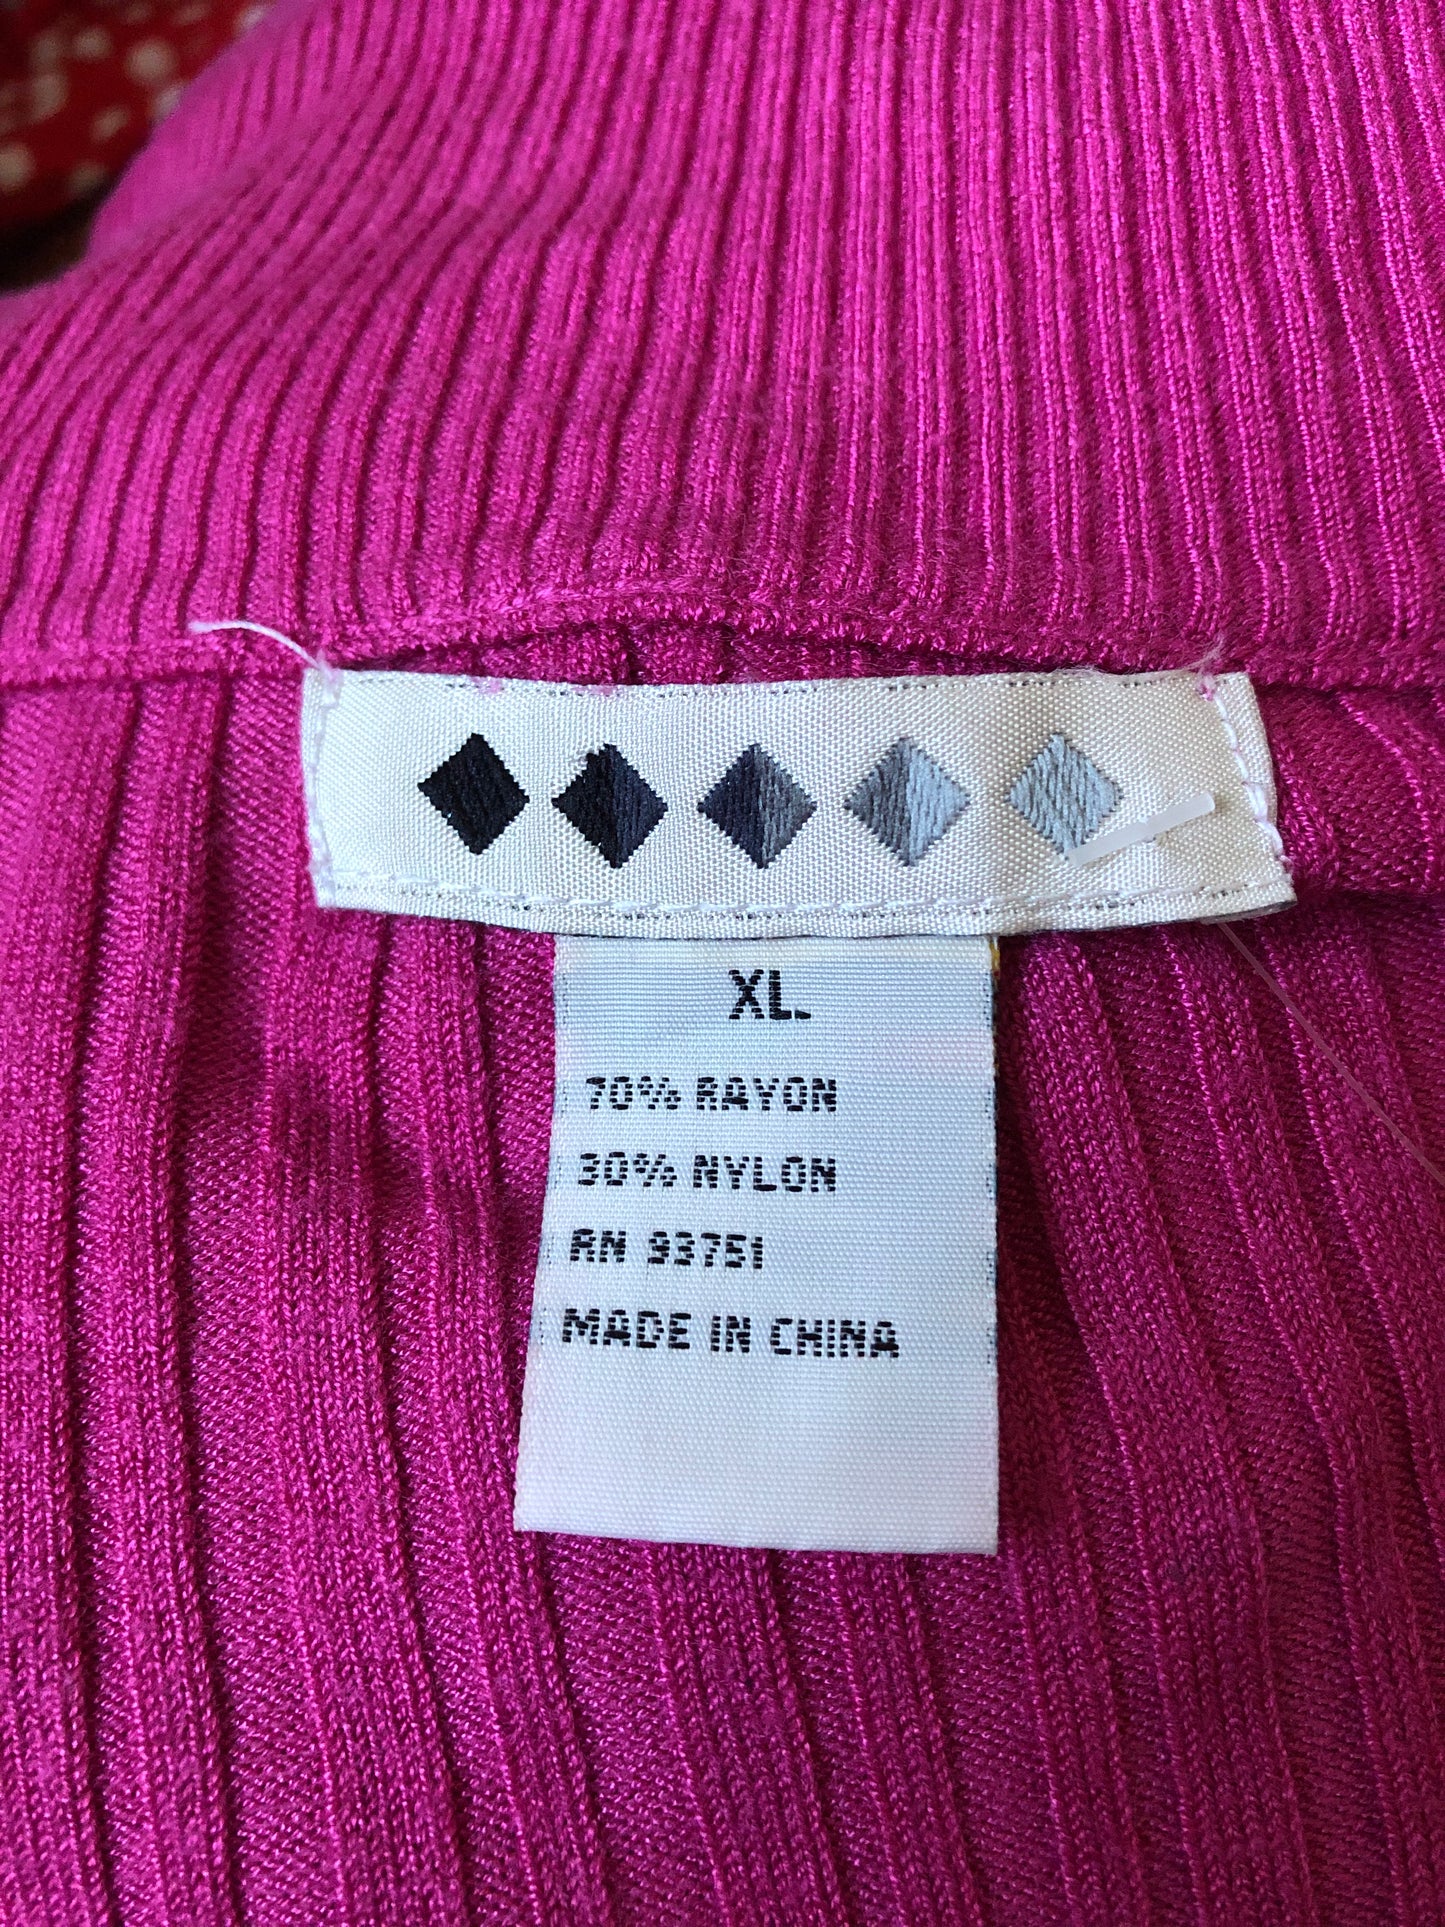 XL
70% RAYON
30% NYLON
RN 93751
MADE IN CHINA